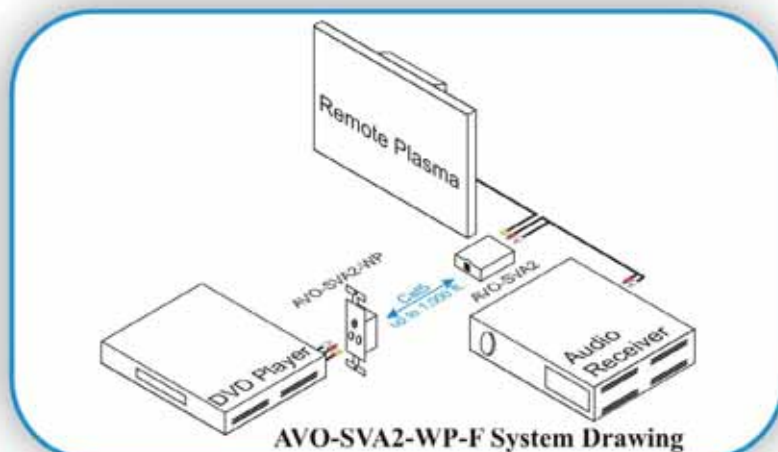 Remote Plasma
AVO-SVA2-WP
Cat5
up to 1,000 ft.
AVO-SVA2
DVD Player
Audio
Receiver
AVO-SVA2-WP-F System Drawing